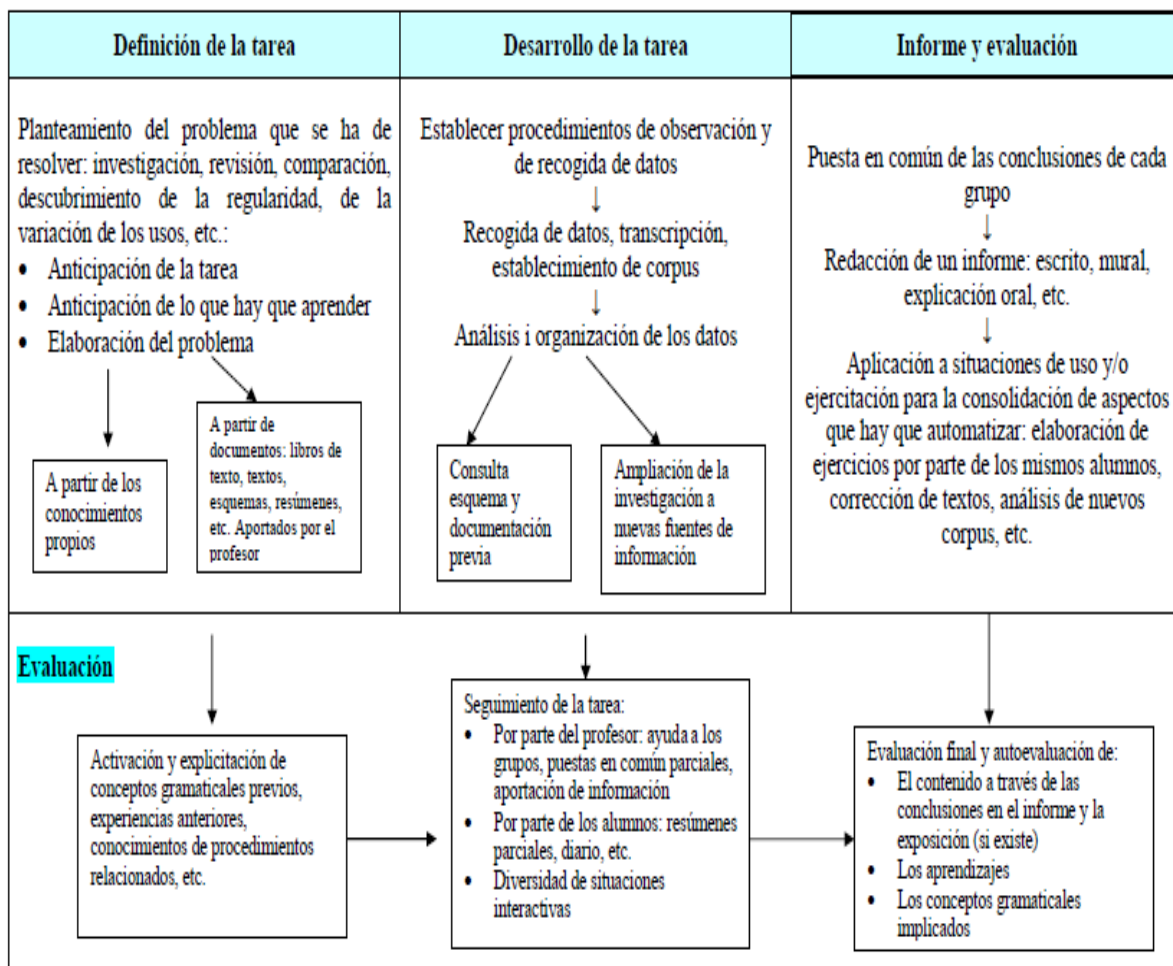 Definición de la tarea
Desarrollo de la tarea
Informe y evaluación
Planteamiento del problema que se ha de
resolver: investigación, revisión, comparación,
descubrimiento de la regularidad, de la
variación de los usos, etc.:
• Anticipación de la tarea
• Anticipación de lo que hay que aprender
• Elaboración del problema
A partir de los
conocimientos
propios
A partir de
documentos: libros de
texto, textos,
esquemas, resúmenes,
etc. Aportados por el
profesor
Establecer procedimientos de observación y
de recogida de datos
↓
Recogida de datos, transcripción,
establecimiento de corpus
↓
Análisis i organización de los datos
Consulta
esquema y
documentación
previa
Ampliación de la
investigación a
nuevas fuentes de
información
Puesta en común de las conclusiones de cada
grupo
↓
Redacción de un informe: escrito, mural,
explicación oral, etc.
↓
Aplicación a situaciones de uso y/o
ejercitación para la consolidación de aspectos
que hay que automatizar: elaboración de
ejercicios por parte de los mismos alumnos,
corrección de textos, análisis de nuevos
corpus, etc.
Evaluación
Activación y explicitación de
conceptos gramaticales previos,
experiencias anteriores,
conocimientos de procedimientos
relacionados, etc.
Seguimiento de la tarea:
• Por parte del profesor: ayuda a los
grupos, puestas en común parciales,
aportación de información
• Por parte de los alumnos: resúmenes
parciales, diario, etc.
• Diversidad de situaciones
interactivas
Evaluación final y autoevaluación de:
• El contenido a través de las
conclusiones en el informe y la
exposición (si existe)
• Los aprendizajes
• Los conceptos gramaticales
implicados